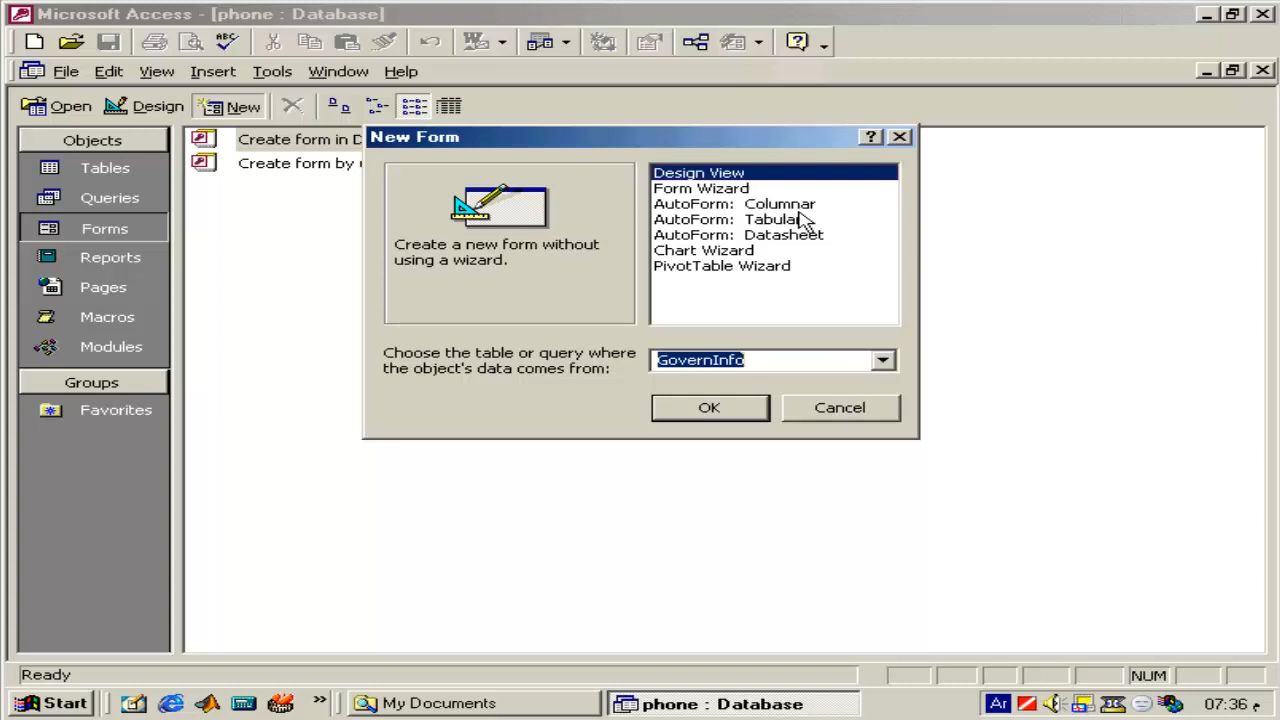 Microsoft Access - [phone : Database]
File Edit View Insert Tools Window Help
Open Design New
Objects
Tables
Queries
Forms
Reports
Pages
Macros
Modules
Groups
Favorites
Create form in D
Create form by
New Form
Create a new form without
using a wizard.
Design View
Form Wizard
AutoForm: Columnar
AutoForm: Tabular
AutoForm: Datasheet
Chart Wizard
PivotTable Wizard
Choose the table or query where
the object's data comes from:
GovernInfo
OK Cancel
Ready
NUM
Start
My Documents
phone : Database
Ar
07:36 م